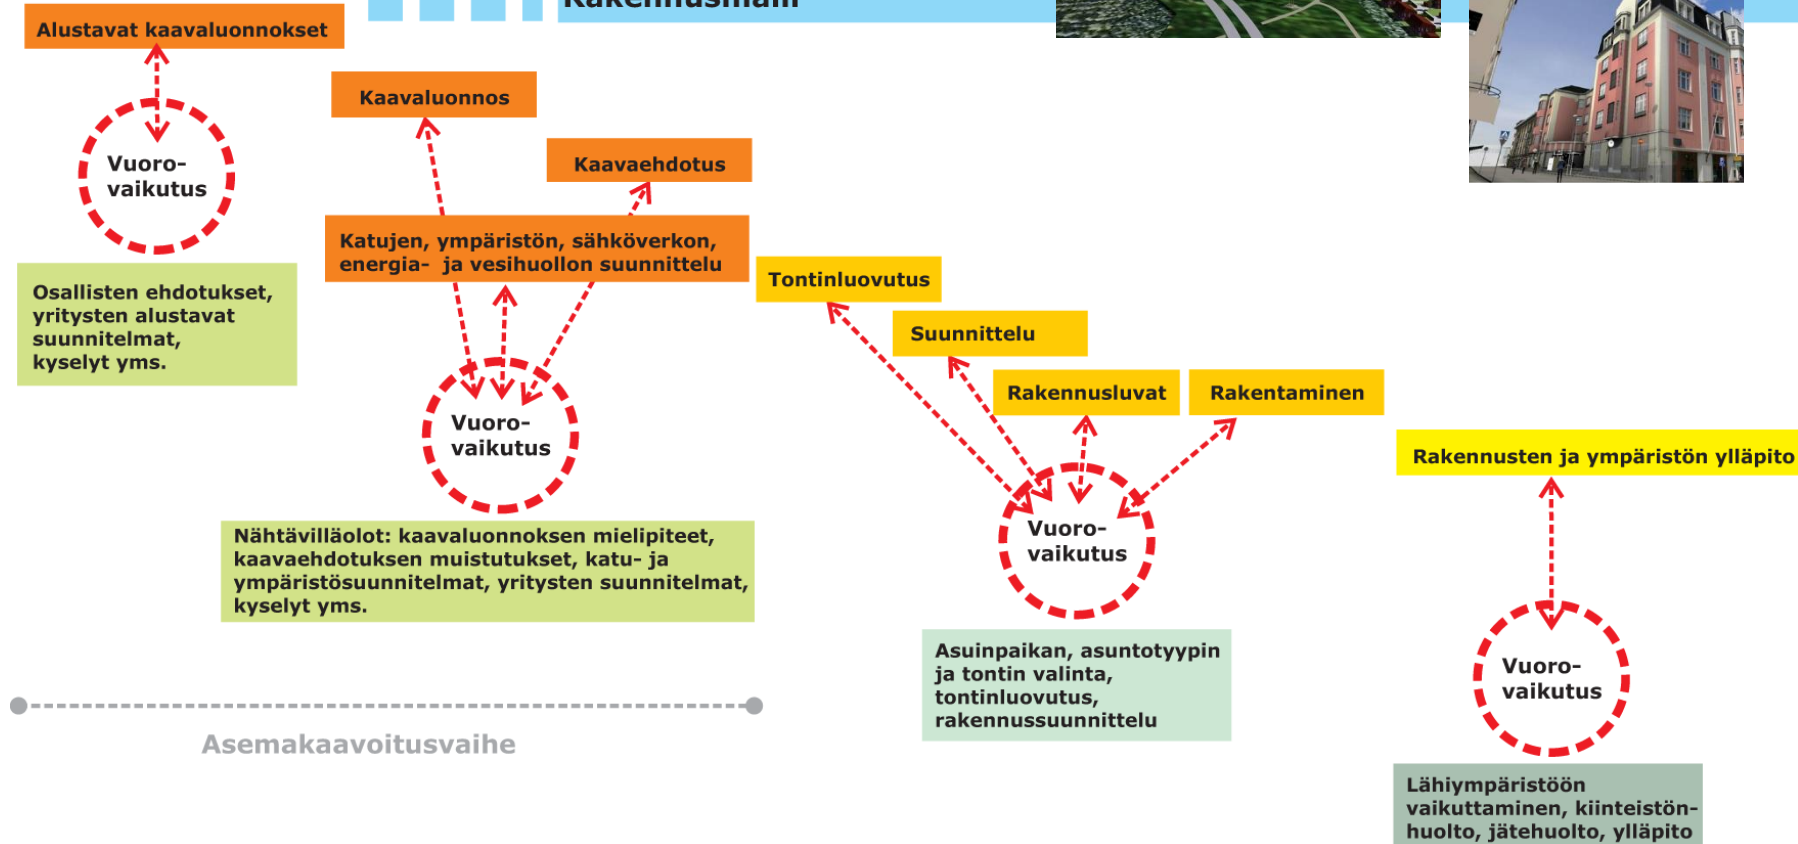 Alustavat kaavaluonnokset
Kaavaluonnos
Kaavaehdotus
Vuoro-
vaikutus
Katujen, ympäristön, sähköverkon,
energia- ja vesihuollon suunnittelu
Osallisten ehdotukset,
yritysten alustavat
suunnitelmat,
kyselyt yms.
Vuoro-
vaikutus
Nähtävilläolot: kaavaluonnoksen mielipiteet,
kaavaehdotuksen muistutukset, katu- ja
ympäristösuunnitelmat, yritysten suunnitelmat,
kyselyt yms.
Asemakaavoitusvaihe
Tontinluovutus
Suunnittelu
Rakennusluvat
Rakentaminen
Vuoro-
vaikutus
Asuinpaikan, asuntotyypin
ja tontin valinta,
tontinluovutus,
rakennussuunnittelu
Rakennusten ja ympäristön ylläpito
Vuoro-
vaikutus
Lähiympäristöön
vaikuttaminen, kiinteistön-
huolto, jätehuolto, ylläpito